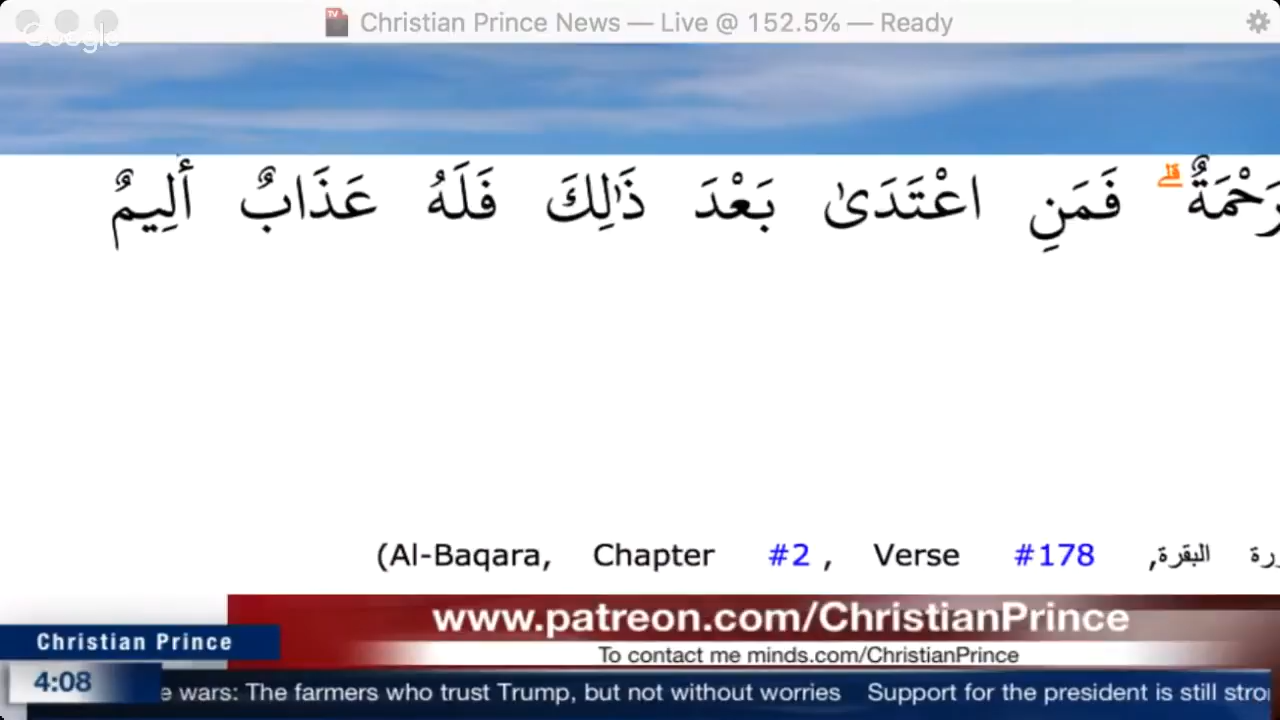 Google
Christian Prince News — Live @ 152.5% — Ready
رَحْمَةٌ ۗ فَمَنِ اعْتَدَىٰ بَعْدَ ذَٰلِكَ فَلَهُ عَذَابٌ أَلِيمٌ
(Al-Baqara, Chapter #2 , Verse #178 البقرة,
www.patreon.com/ChristianPrince
Christian Prince
To contact me minds.com/ChristianPrince
4:08
e wars: The farmers who trust Trump, but not without worries Support for the president is still stro